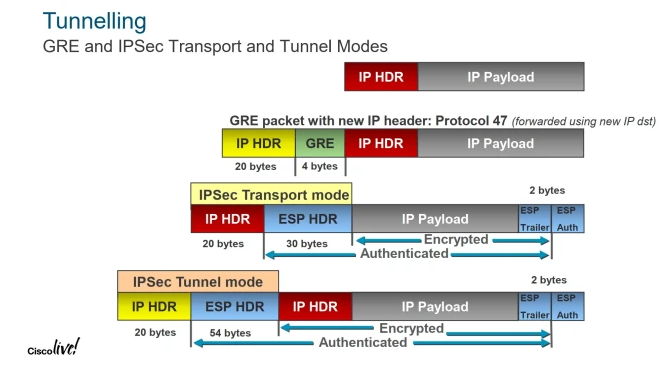 Tunnelling
GRE and IPSec Transport and Tunnel Modes
IP HDR IP Payload
GRE packet with new IP header: Protocol 47 (forwarded using new IP dst)
IP HDR GRE IP HDR IP Payload
20 bytes 4 bytes
IPSec Transport mode 2 bytes
IP HDR ESP HDR IP Payload ESP Trailer ESP Auth
20 bytes 30 bytes Encrypted
Authenticated
IPSec Tunnel mode 2 bytes
IP HDR ESP HDR IP HDR IP Payload ESP Trailer ESP Auth
20 bytes 54 bytes Encrypted
Authenticated
Cisco live!